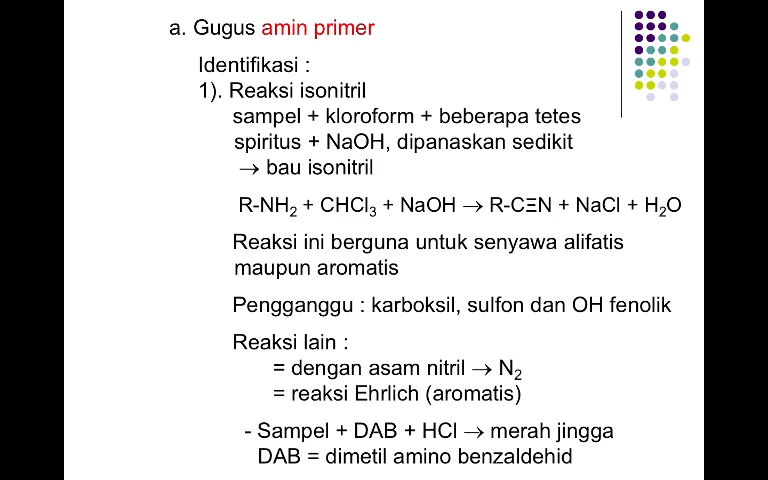 a. Gugus amin primer
Identifikasi :
1). Reaksi isonitril
sampel + kloroform + beberapa tetes
spiritus + NaOH, dipanaskan sedikit
→ bau isonitril
R-NH₂ + CHCl₃ + NaOH → R-CΞN + NaCl + H₂O
Reaksi ini berguna untuk senyawa alifatis
maupun aromatis
Pengganggu : karboksil, sulfon dan OH fenolik
Reaksi lain :
= dengan asam nitril → N₂
= reaksi Ehrlich (aromatis)
- Sampel + DAB + HCl → merah jingga
DAB = dimetil amino benzaldehid